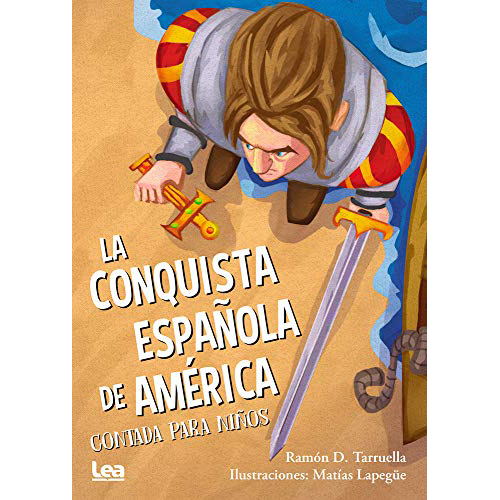 LA
CONQUISTA
ESPAÑOLA
DE AMÉRICA
CONTADA PARA NIÑOS
Ramón D. Tarruella
Ilustraciones: Matías Lapegüe
Lea